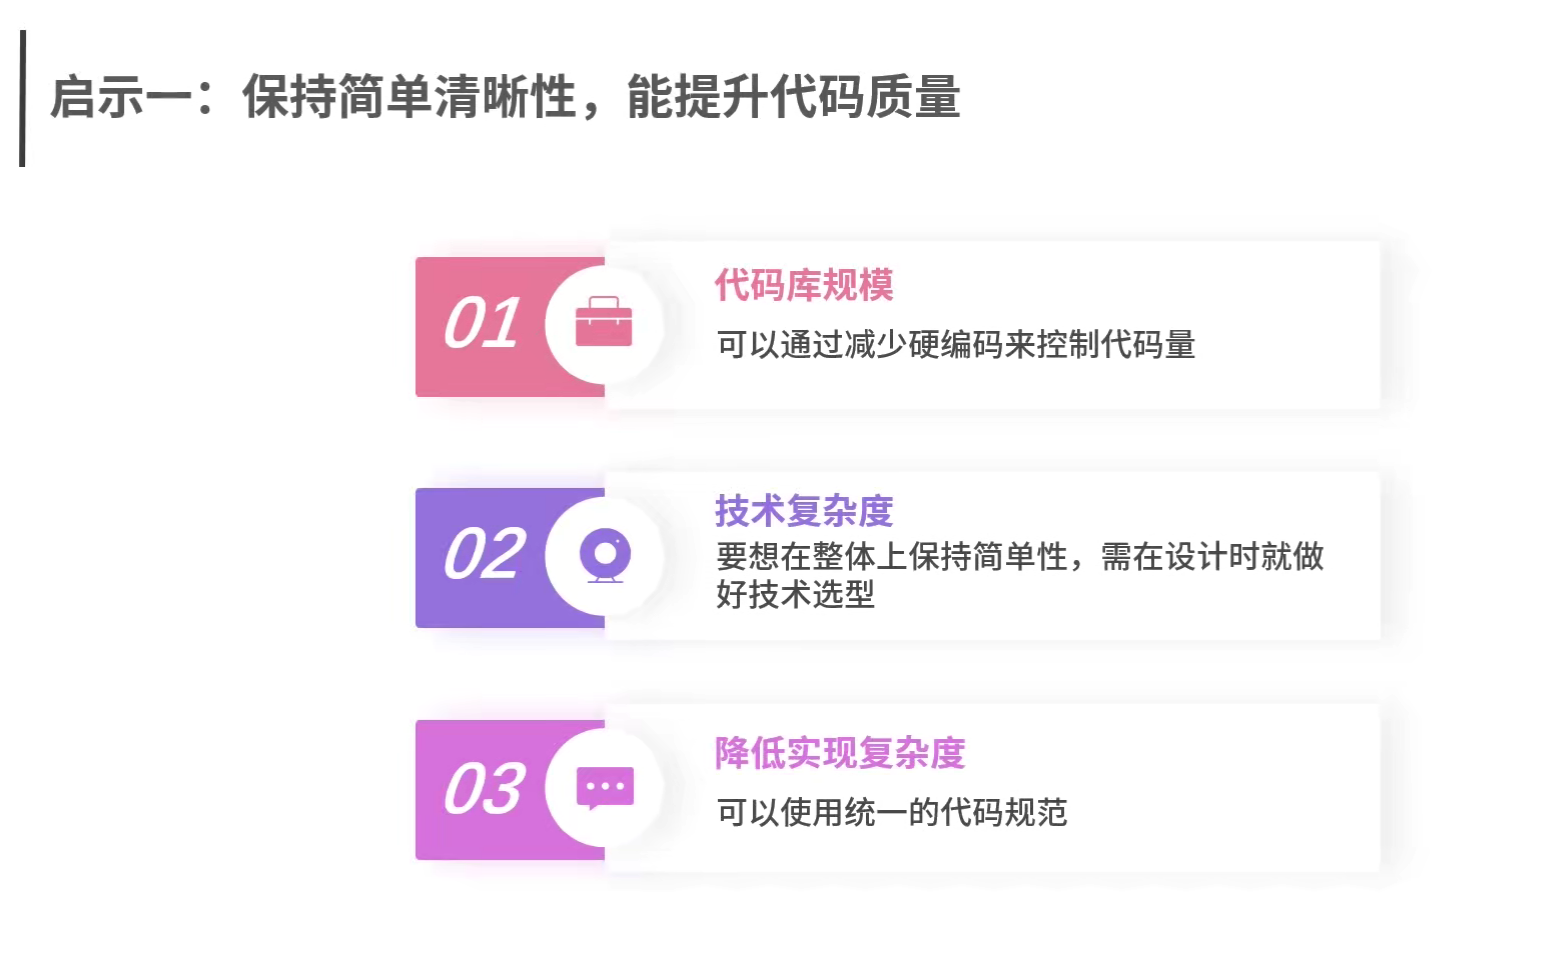 启示一：保持简单清晰性，能提升代码质量
01
代码库规模
可以通过减少硬编码来控制代码量
02
技术复杂度
要想在整体上保持简单性，需在设计时就做
好技术选型
03
降低实现复杂度
可以使用统一的代码规范